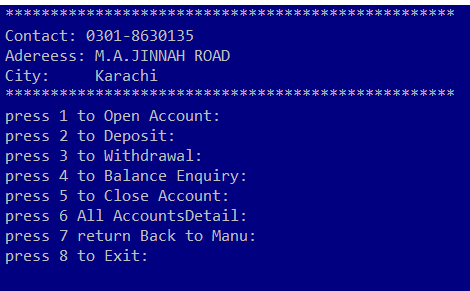 **************************************************
Contact: 0301-8630135
Adereess: M.A.JINNAH ROAD
City:     Karachi
**************************************************
press 1 to Open Account:
press 2 to Deposit:
press 3 to Withdrawal:
press 4 to Balance Enquiry:
press 5 to Close Account:
press 6 All AccountsDetail:
press 7 return Back to Manu:
press 8 to Exit: